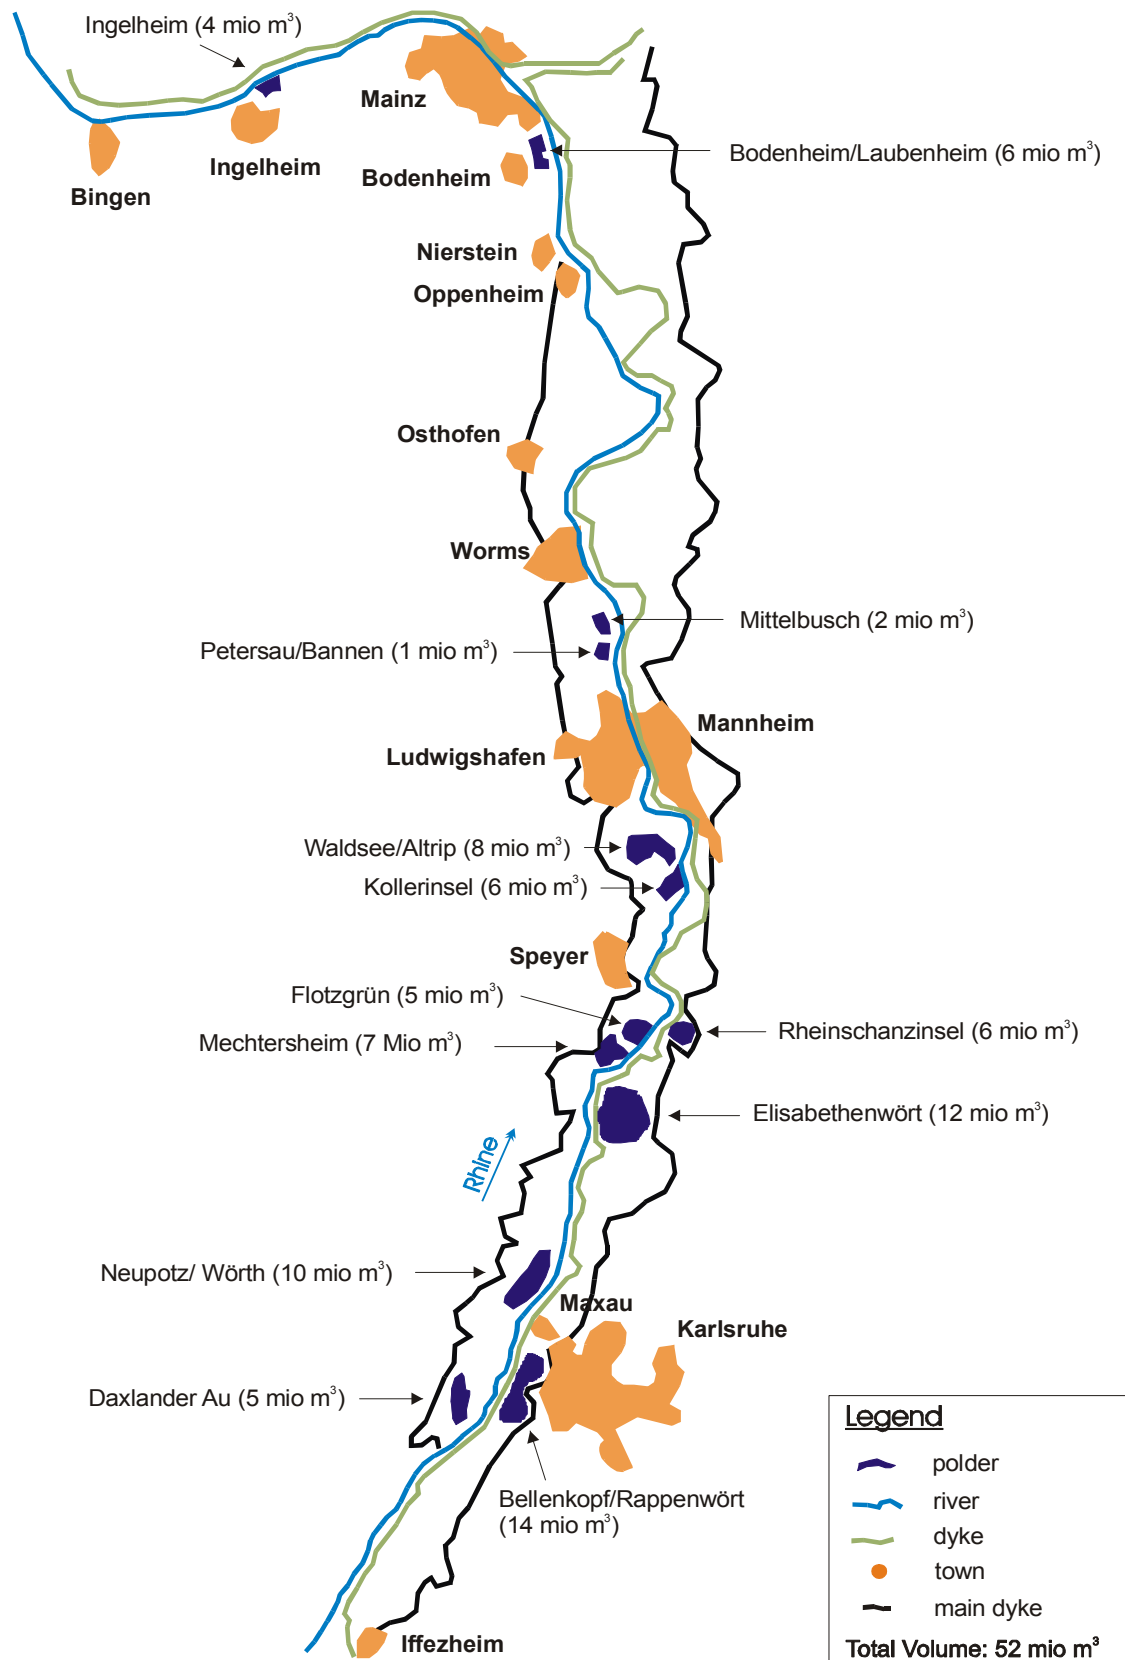 Ingelheim (4 mio m³)
Mainz
Bodenheim/Laubenheim (6 mio m³)
Ingelheim
Bodenheim
Bingen
Nierstein
Oppenheim
Osthofen
Worms
Mittelbusch (2 mio m³)
Petersau/Bannen (1 mio m³)
Mannheim
Ludwigshafen
Waldsee/Altrip (8 mio m³)
Kollerinsel (6 mio m³)
Speyer
Flotzgrün (5 mio m³)
Rheinschanzinsel (6 mio m³)
Mechtersheim (7 Mio m³)
Elisabethenwört (12 mio m³)
Rhine
Neupotz/ Wörth (10 mio m³)
Maxau
Karlsruhe
Daxlander Au (5 mio m³)
Bellenkopf/Rappenwört
(14 mio m³)
Iffezheim
Legend
polder
river
dyke
town
main dyke
Total Volume: 52 mio m³